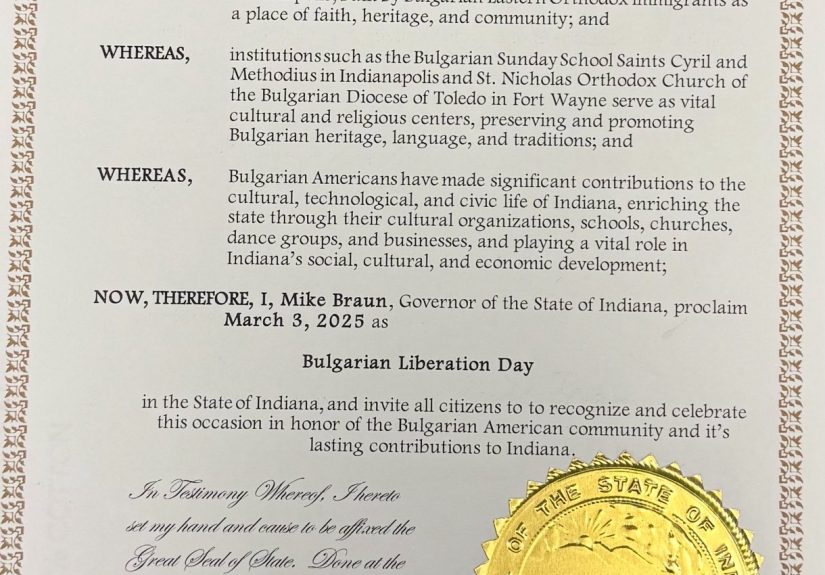 Bulgarian Eastern Orthodox immigrants as
a place of faith, heritage, and community; and
WHEREAS, institutions such as the Bulgarian Sunday School Saints Cyril and
Methodius in Indianapolis and St. Nicholas Orthodox Church of
the Bulgarian Diocese of Toledo in Fort Wayne serve as vital
cultural and religious centers, preserving and promoting
Bulgarian heritage, language, and traditions; and
WHEREAS, Bulgarian Americans have made significant contributions to the
cultural, technological, and civic life of Indiana, enriching the
state through their cultural organizations, schools, churches,
dance groups, and businesses, and playing a vital role in
Indiana's social, cultural, and economic development;
NOW, THEREFORE, I, Mike Braun, Governor of the State of Indiana, proclaim
March 3, 2025 as
Bulgarian Liberation Day
in the State of Indiana, and invite all citizens to to recognize and celebrate
this occasion in honor of the Bulgarian American community and it's
lasting contributions to Indiana.
In Testimony Whereof, I hereto
set my hand and cause to be affixed the
Great Seal of State. Done at the
OF THE STATE OF IND